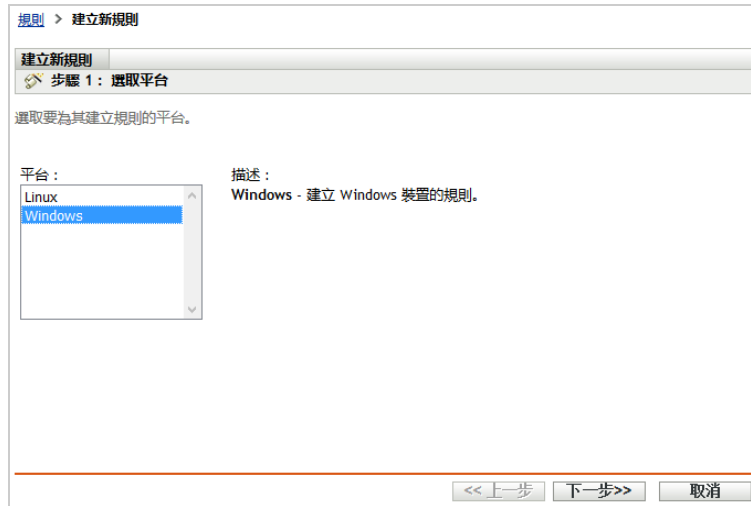 規則 > 建立新規則
建立新規則
步驟 1： 選取平台
選取要為其建立規則的平台。
平台：
Linux
Windows
描述：
Windows - 建立 Windows 裝置的規則。
<< 上一步
下一步>>
取消